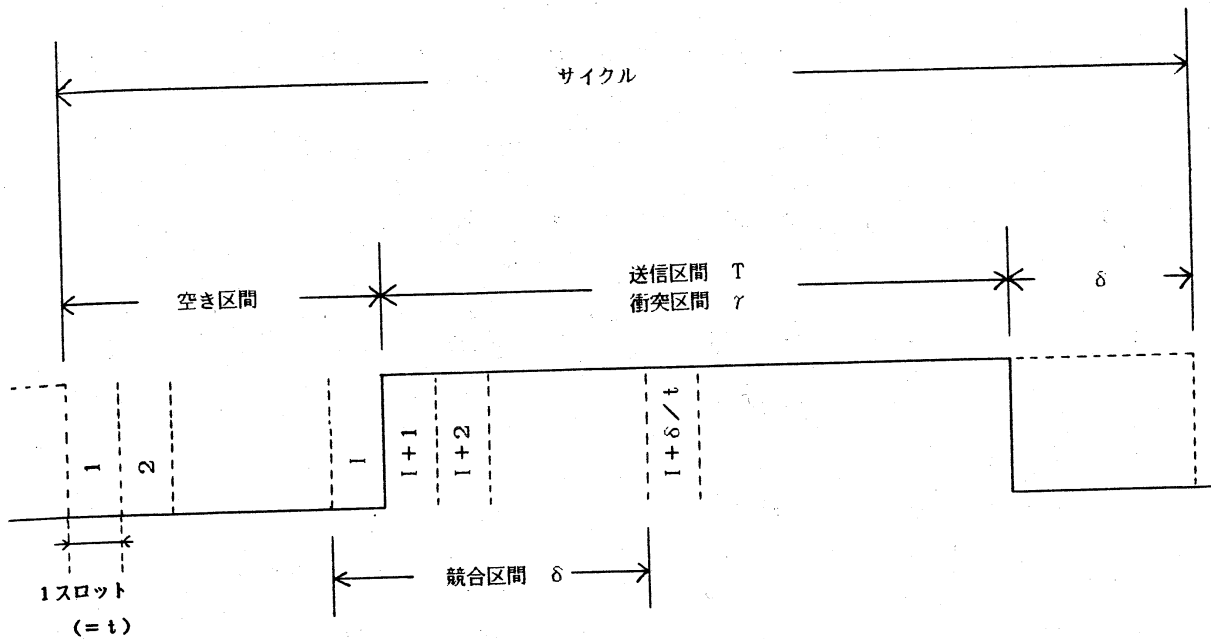 サイクル
空き区間
送信区間 T
衝突区間 γ
δ
1
2
I
I+1
I+2
I+δ/t
競合区間 δ
1スロット
(=t)